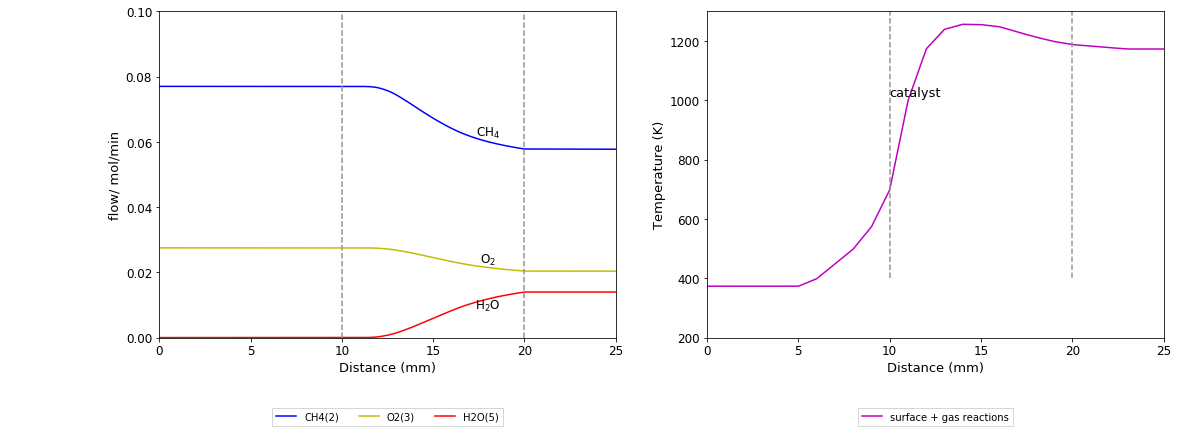 0.10
0.08
0.06
0.04
0.02
0.00
flow/ mol/min
CH₄
O₂
H₂O
0 5 10 15 20 25
Distance (mm)
CH4(2) O2(3) H2O(5)
1200
1000
800
600
400
200
Temperature (K)
catalyst
0 5 10 15 20 25
Distance (mm)
surface + gas reactions